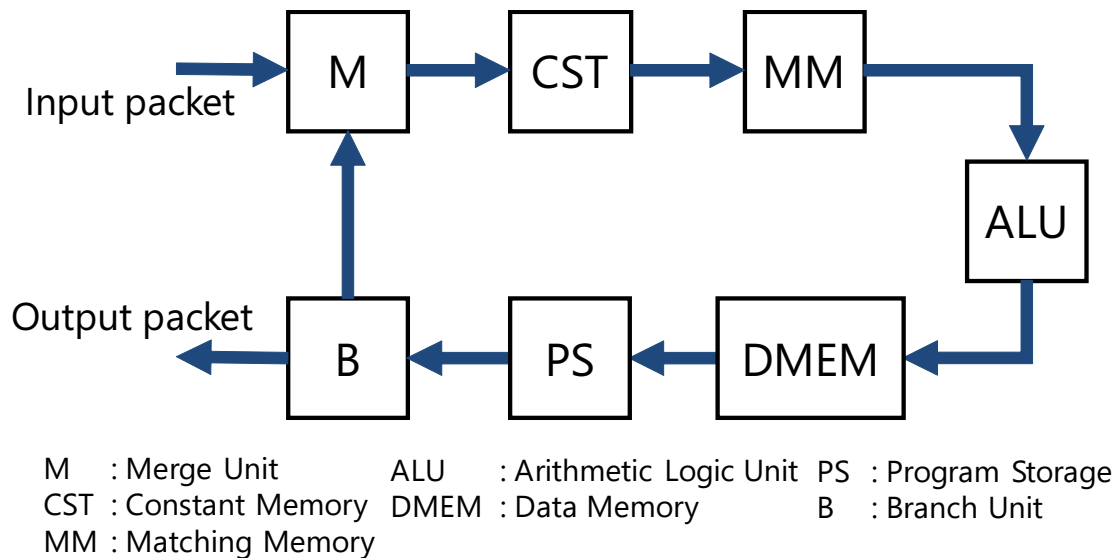 M
CST
MM
Input packet
ALU
Output packet
B
PS
DMEM
M : Merge Unit
CST : Constant Memory
MM : Matching Memory
ALU : Arithmetic Logic Unit
DMEM : Data Memory
PS : Program Storage
B : Branch Unit